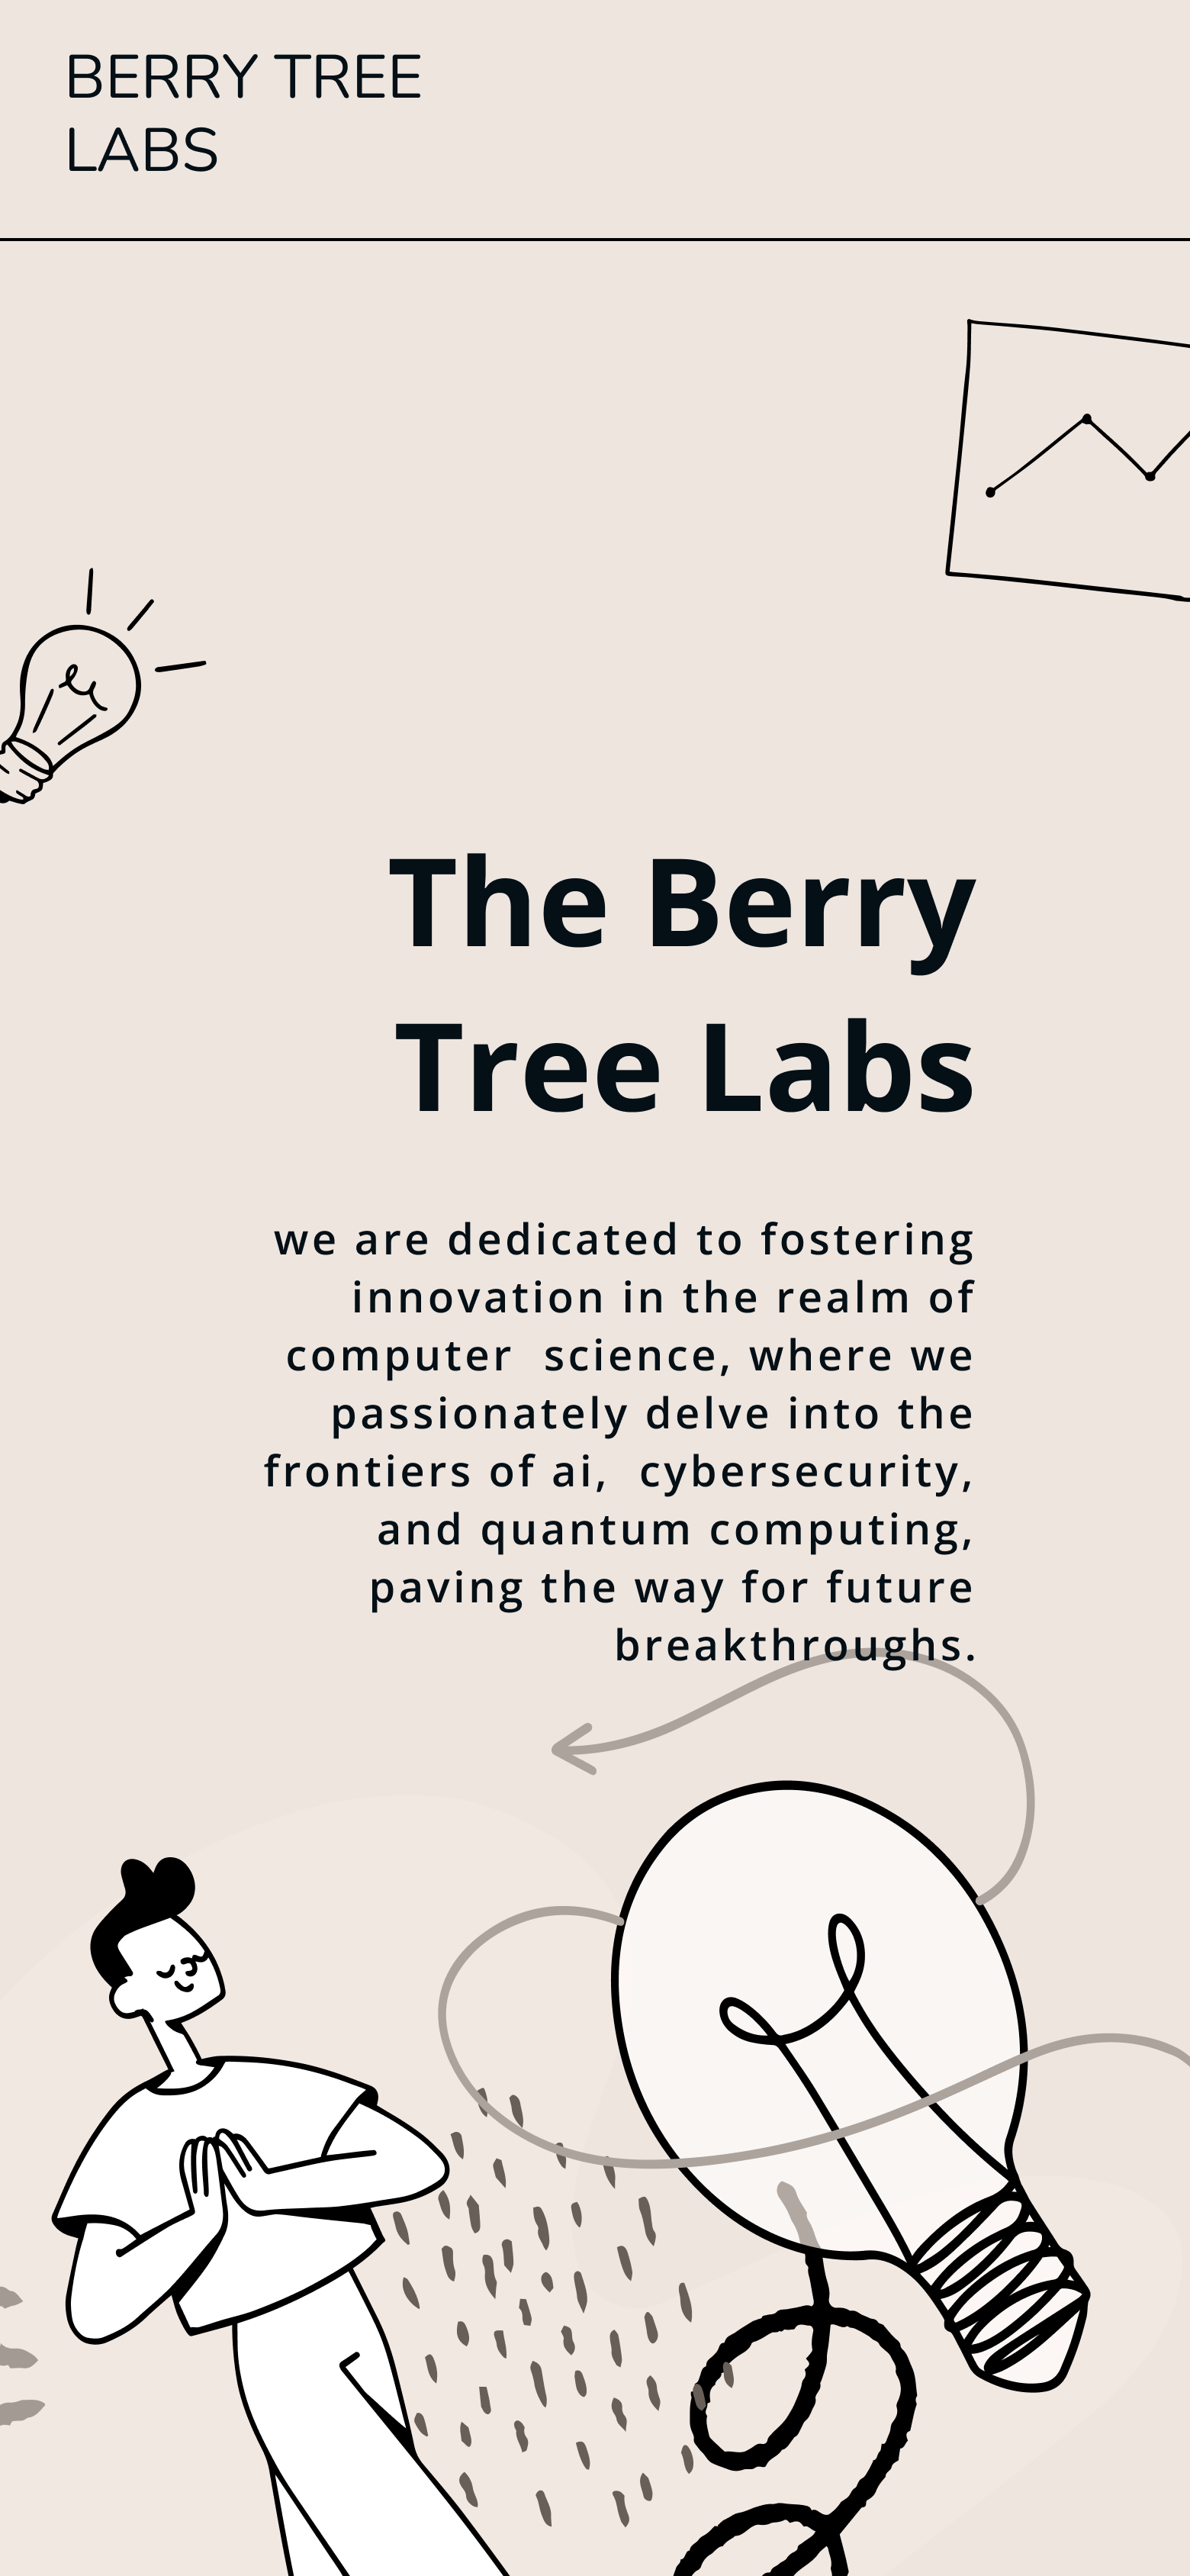 BERRY TREE
LABS
The Berry
Tree Labs
we are dedicated to fostering
innovation in the realm of
computer  science, where we
passionately delve into the
frontiers of ai,  cybersecurity,
and quantum computing,
paving the way for future
breakthroughs.